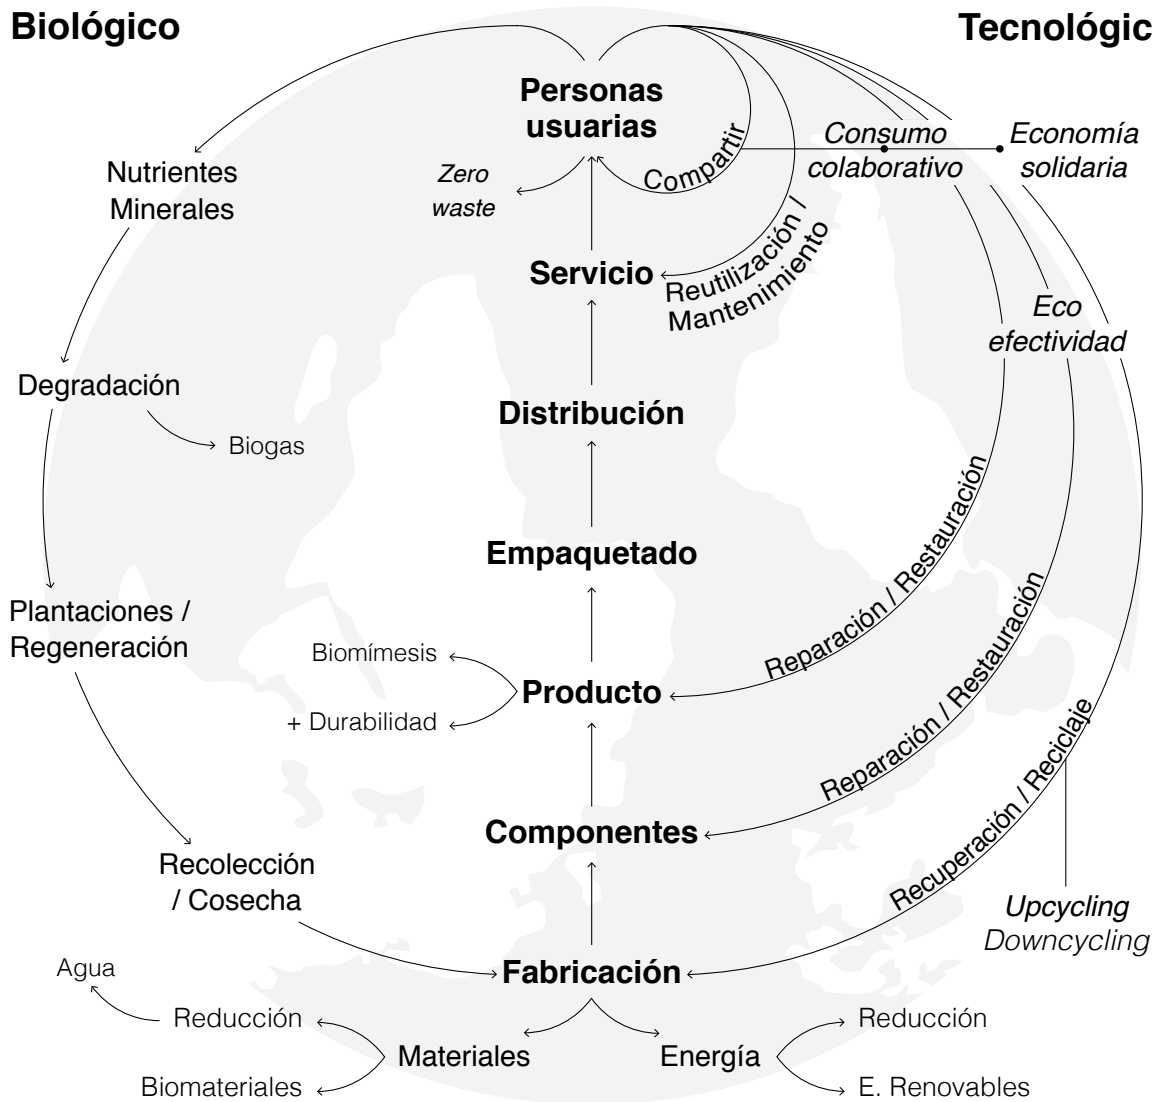 Biológico
Tecnológic
Personas
usuarias
Consumo
colaborativo
Economía
solidaria
Compartir
Zero
waste
Nutrientes
Minerales
Servicio
Reutilización /
Mantenimiento
Eco
efectividad
Degradación
Biogas
Distribución
Empaquetado
Reparación / Restauración
Plantaciones /
Regeneración
Biomímesis
Producto
+ Durabilidad
Reparación / Restauración
Recuperación / Reciclaje
Componentes
Recolección
/ Cosecha
Upcycling
Downcycling
Fabricación
Agua
Reducción
Materiales
Biomateriales
Energía
Reducción
E. Renovables